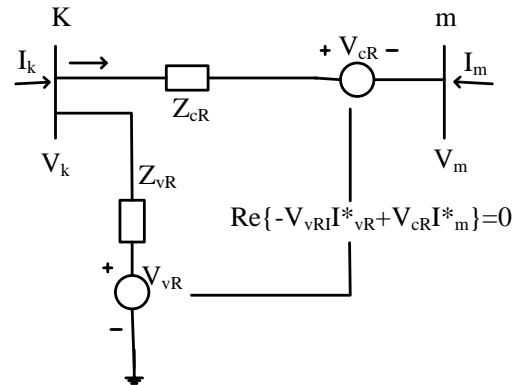 K
m
+ V_cR −
I_k
I_m
Z_cR
V_k
V_m
Z_vR
Re{-V_vRI I*_vR+V_cR I*_m}=0
+
V_vR
−